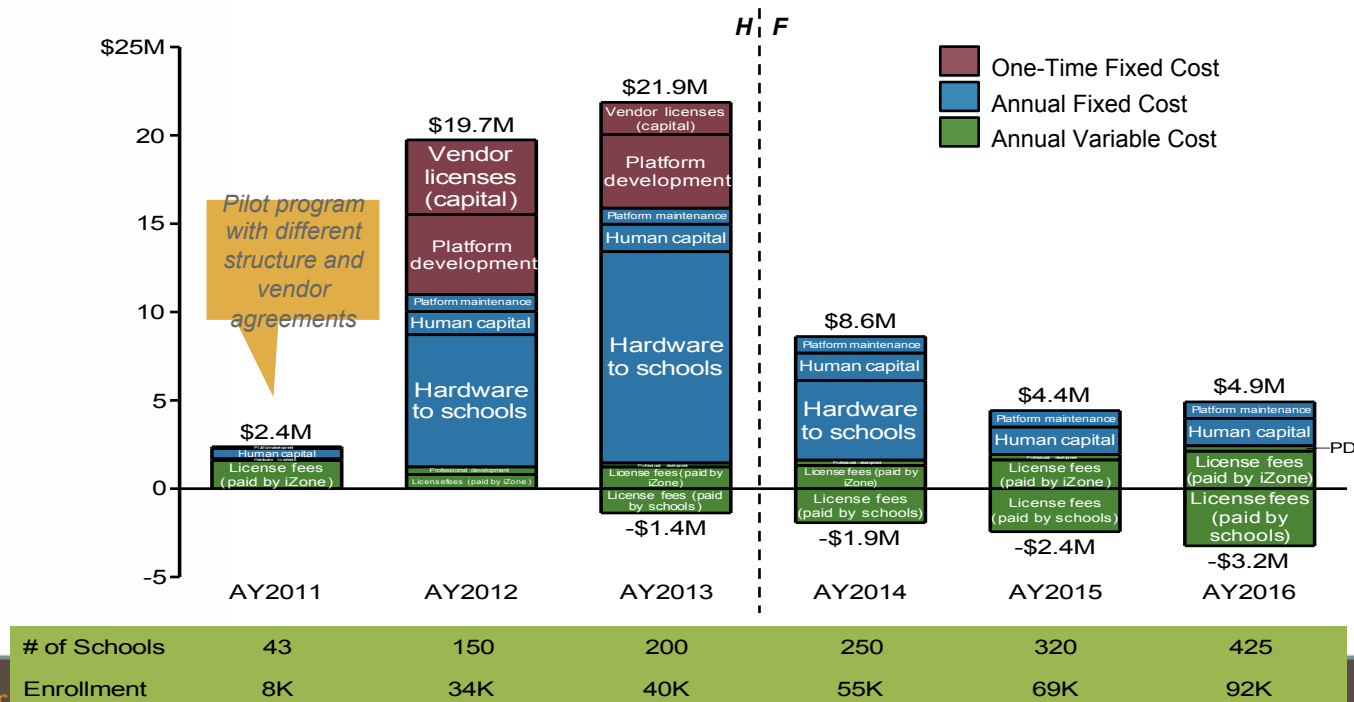 H F
$25M
20
15
10
5
0
-5
One-Time Fixed Cost
Annual Fixed Cost
Annual Variable Cost
Pilot program
with different
structure and
vendor
agreements
$2.4M
Human capital
License fees
(paid by iZone)
AY2011
$19.7M
Vendor
licenses
(capital)
Platform
development
Platform maintenance
Human capital
Hardware
to schools
Professional development
License fees (paid by iZone)
AY2012
$21.9M
Vendor licenses
(capital)
Platform
development
Platform maintenance
Human capital
Hardware
to schools
Professional development
License fees (paid by
iZone)
License fees (paid
by schools)
-$1.4M
AY2013
$8.6M
Platform maintenance
Human capital
Hardware
to schools
Professional development
License fees (paid by
iZone)
License fees
(paid by schools)
-$1.9M
AY2014
$4.4M
Platform maintenance
Human capital
License fees
(paid by iZone)
License fees
(paid by schools)
-$2.4M
AY2015
$4.9M
Platform maintenance
Human capital
PD
License fees
(paid by iZone)
License fees
(paid by
schools)
-$3.2M
AY2016
# of Schools 43 150 200 250 320 425
Enrollment 8K 34K 40K 55K 69K 92K